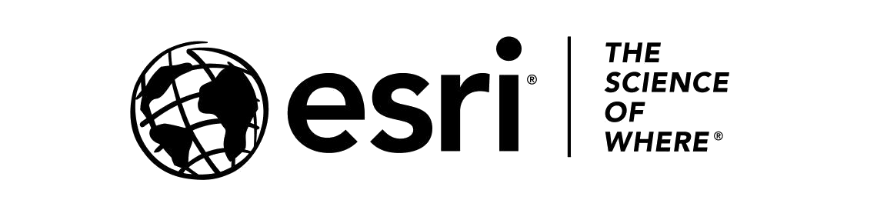 esri®
THE
SCIENCE
OF
WHERE®